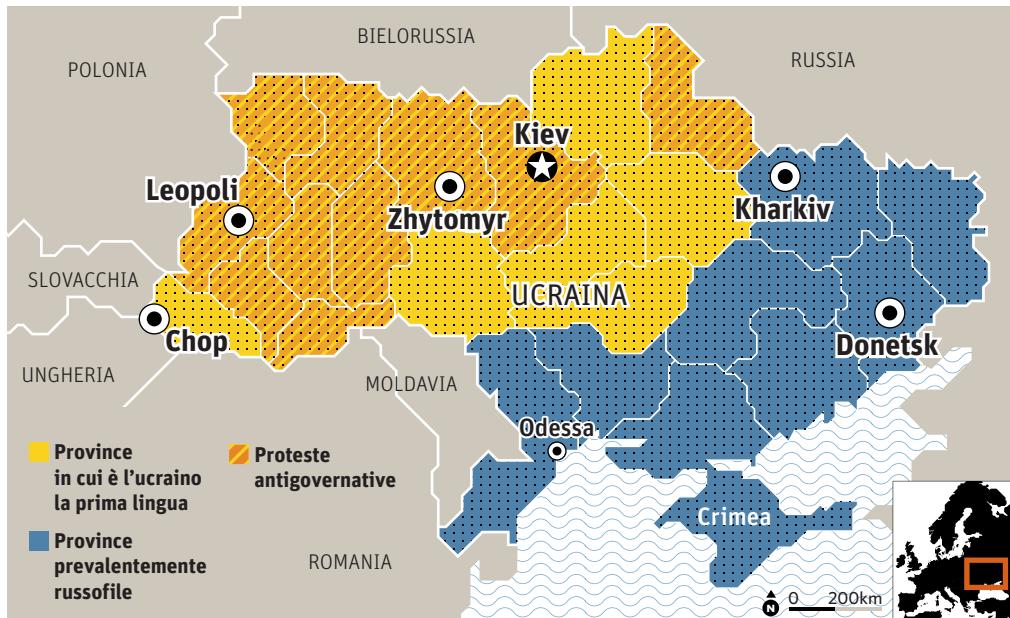 BIELORUSSIA
POLONIA
RUSSIA
Kiev
Leopoli
Zhytomyr
Kharkiv
SLOVACCHIA
UCRAINA
Chop
Donetsk
UNGHERIA
MOLDAVIA
Odessa
Province
in cui è l'ucraino
la prima lingua
Proteste
antigovernative
Crimea
Province
prevalentemente
russofile
ROMANIA
N
0 200km